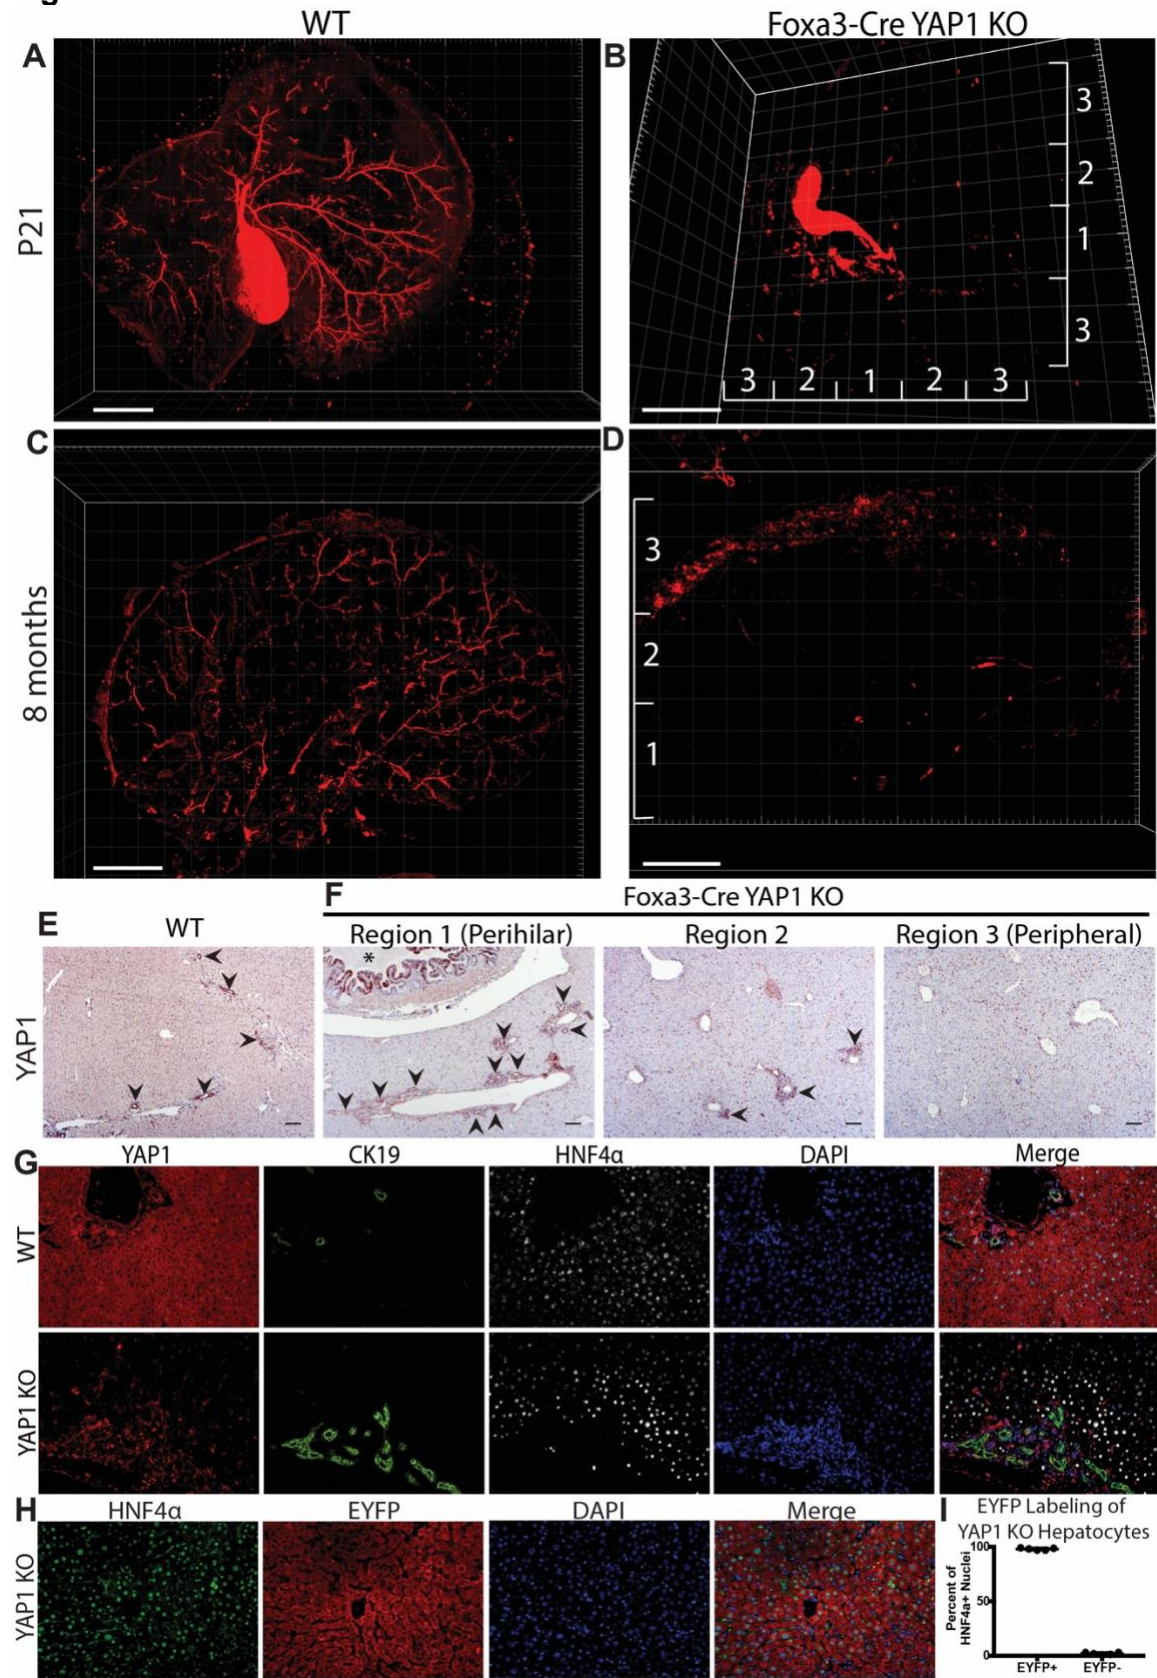 WT
Foxa3-Cre YAP1 KO
A
B
P21
3
2
1
3
3
2
1
2
3
C
D
8 months
3
2
1
Foxa3-Cre YAP1 KO
E
WT
F
Region 1 (Perihilar)
Region 2
Region 3 (Peripheral)
YAP1
*
G
YAP1
CK19
HNF4α
DAPI
Merge
WT
YAP1 KO
H
HNF4α
EYFP
DAPI
Merge
YAP1 KO
I
EYFP Labeling of
YAP1 KO Hepatocytes
Percent of
HNF4a+ Nuclei
100
50
0
EYFP+
EYFP-